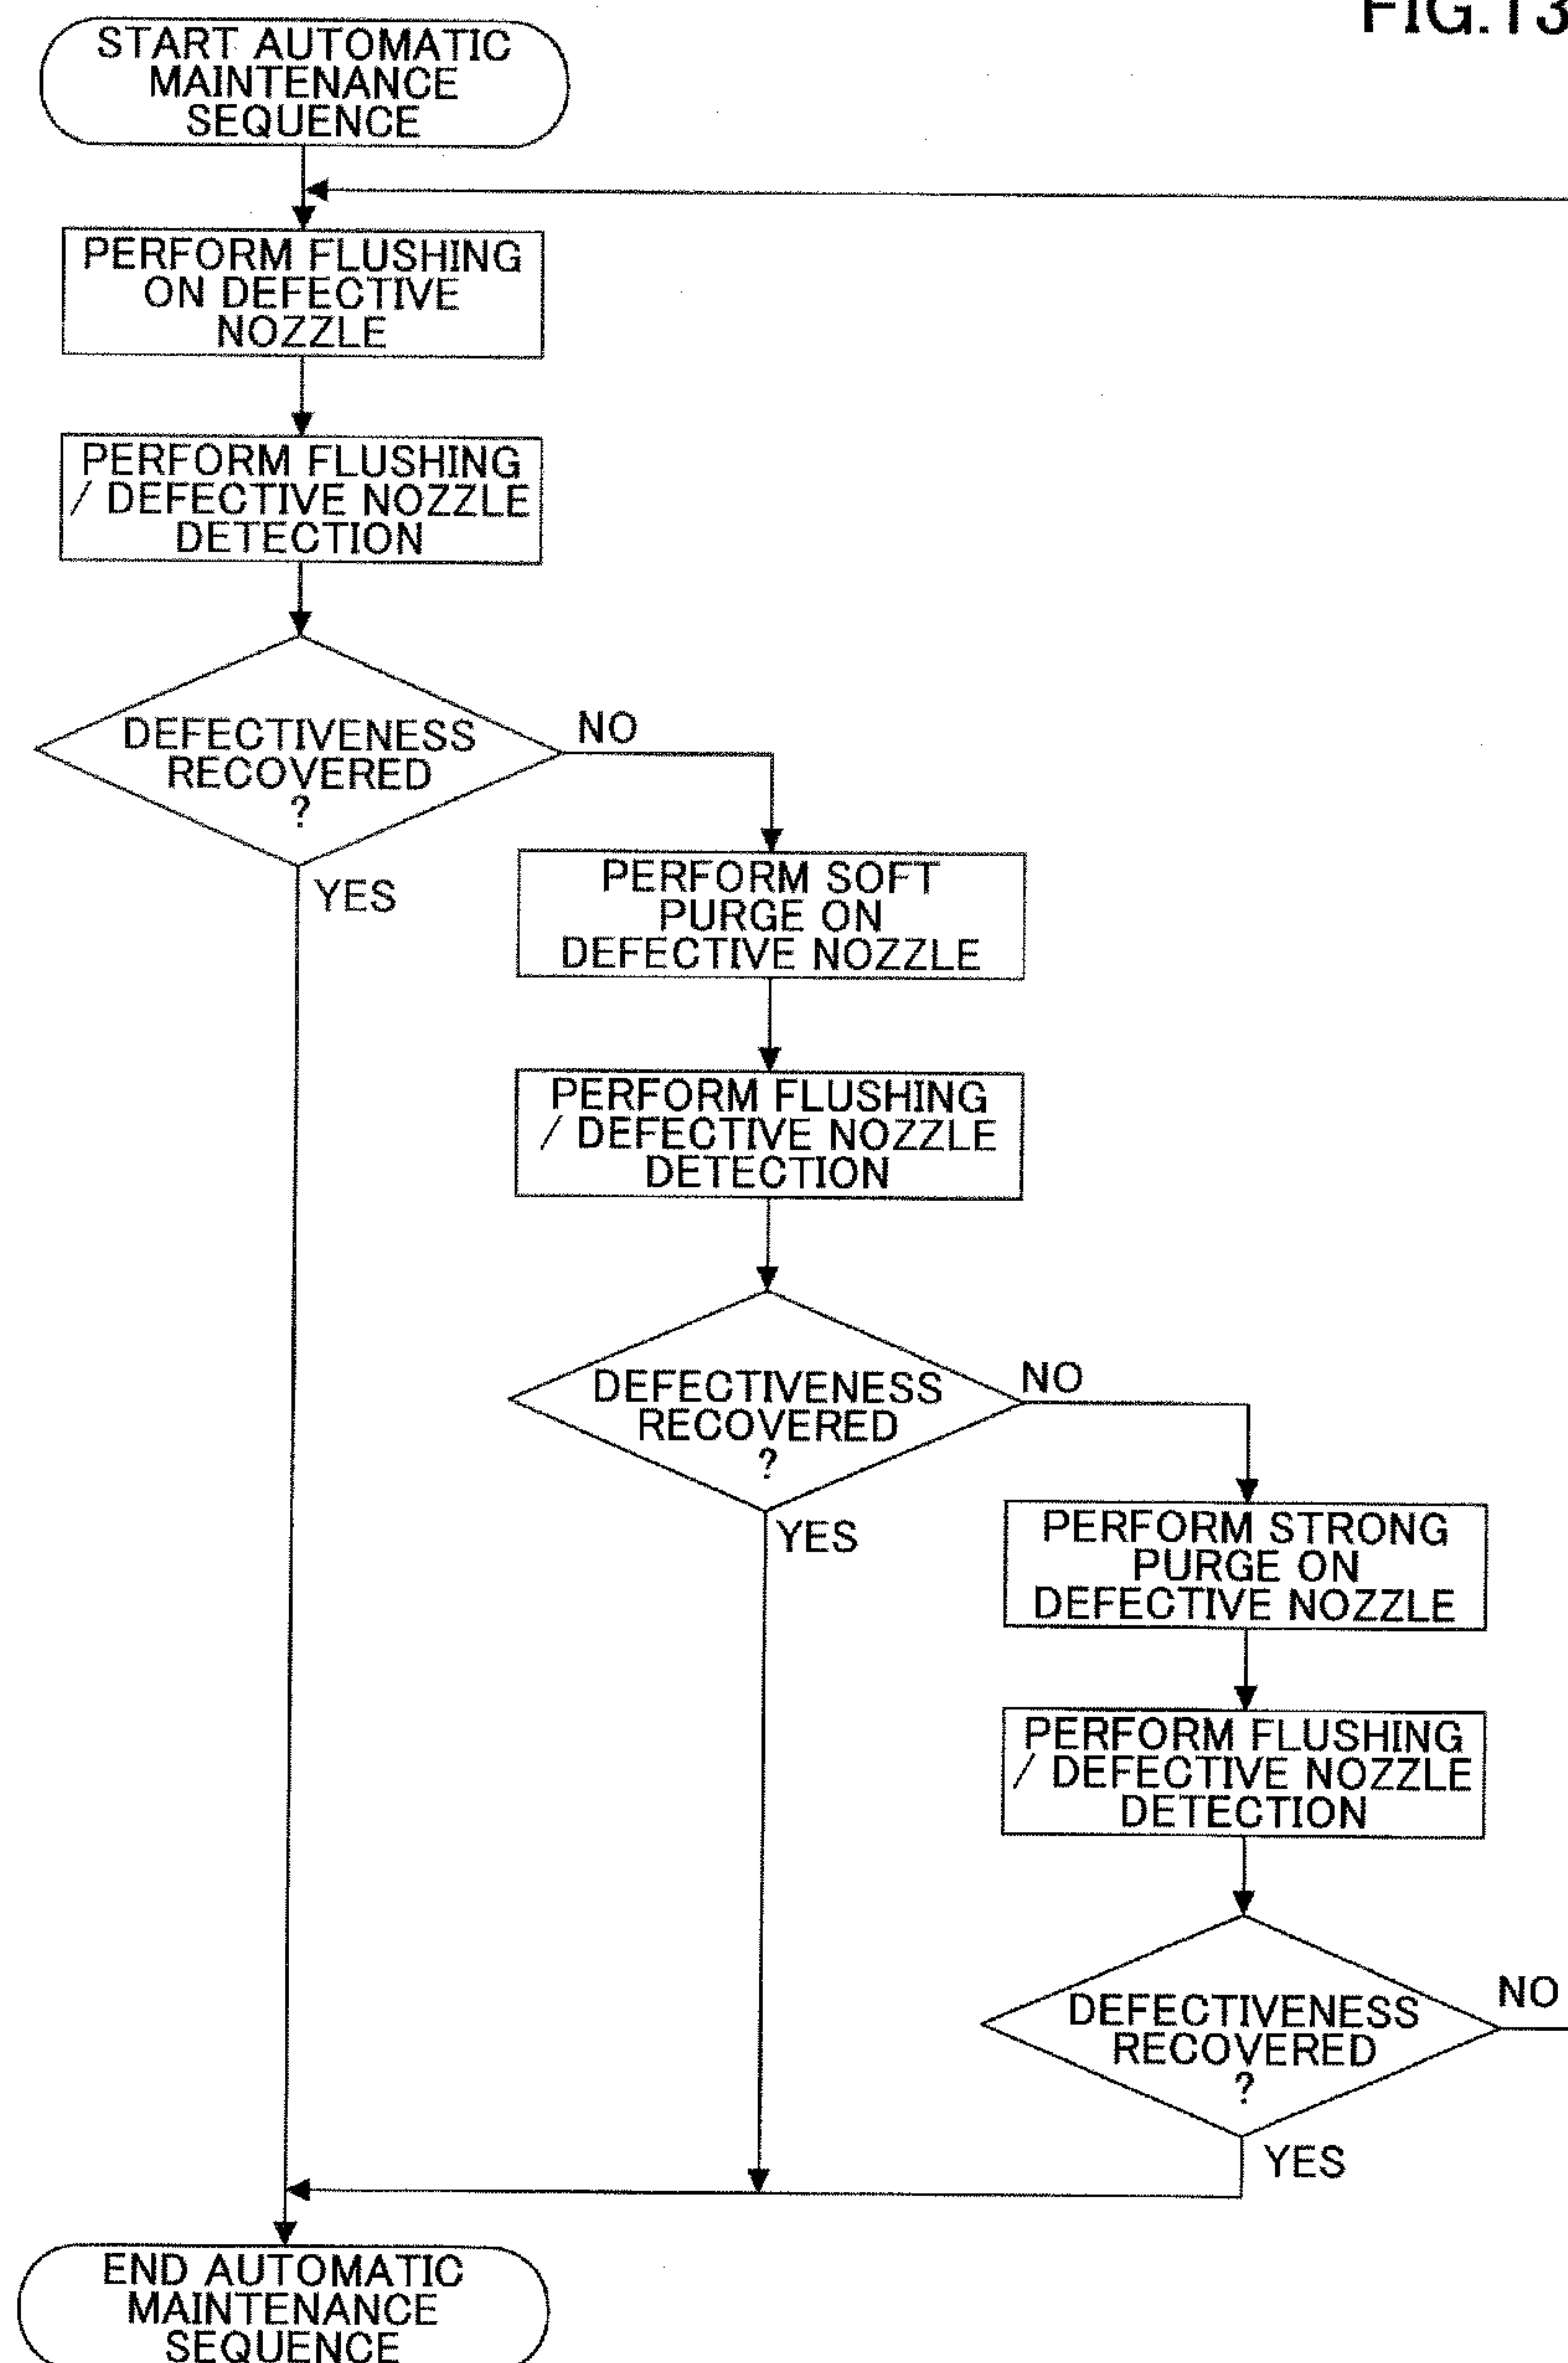 FIG.13
START AUTOMATIC
MAINTENANCE
SEQUENCE
PERFORM FLUSHING
ON DEFECTIVE
NOZZLE
PERFORM FLUSHING
/ DEFECTIVE NOZZLE
DETECTION
DEFECTIVENESS
RECOVERED
?
NO
YES
PERFORM SOFT
PURGE ON
DEFECTIVE NOZZLE
PERFORM FLUSHING
/ DEFECTIVE NOZZLE
DETECTION
DEFECTIVENESS
RECOVERED
?
NO
YES
PERFORM STRONG
PURGE ON
DEFECTIVE NOZZLE
PERFORM FLUSHING
/ DEFECTIVE NOZZLE
DETECTION
DEFECTIVENESS
RECOVERED
?
NO
YES
END AUTOMATIC
MAINTENANCE
SEQUENCE